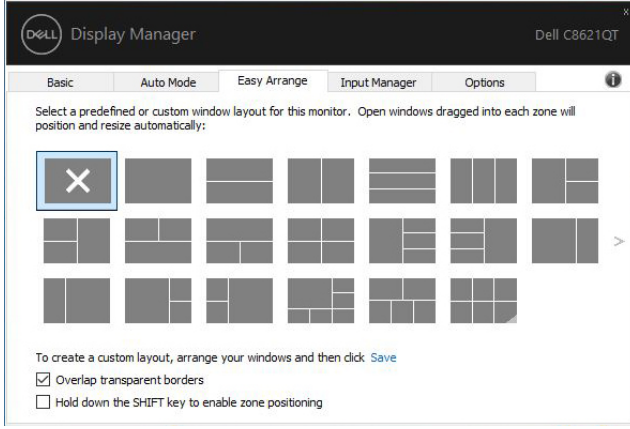 DELL Display Manager
Dell C8621QT
Basic Auto Mode Easy Arrange Input Manager Options
Select a predefined or custom window layout for this monitor. Open windows dragged into each zone will
position and resize automatically:
To create a custom layout, arrange your windows and then click Save
Overlap transparent borders
Hold down the SHIFT key to enable zone positioning